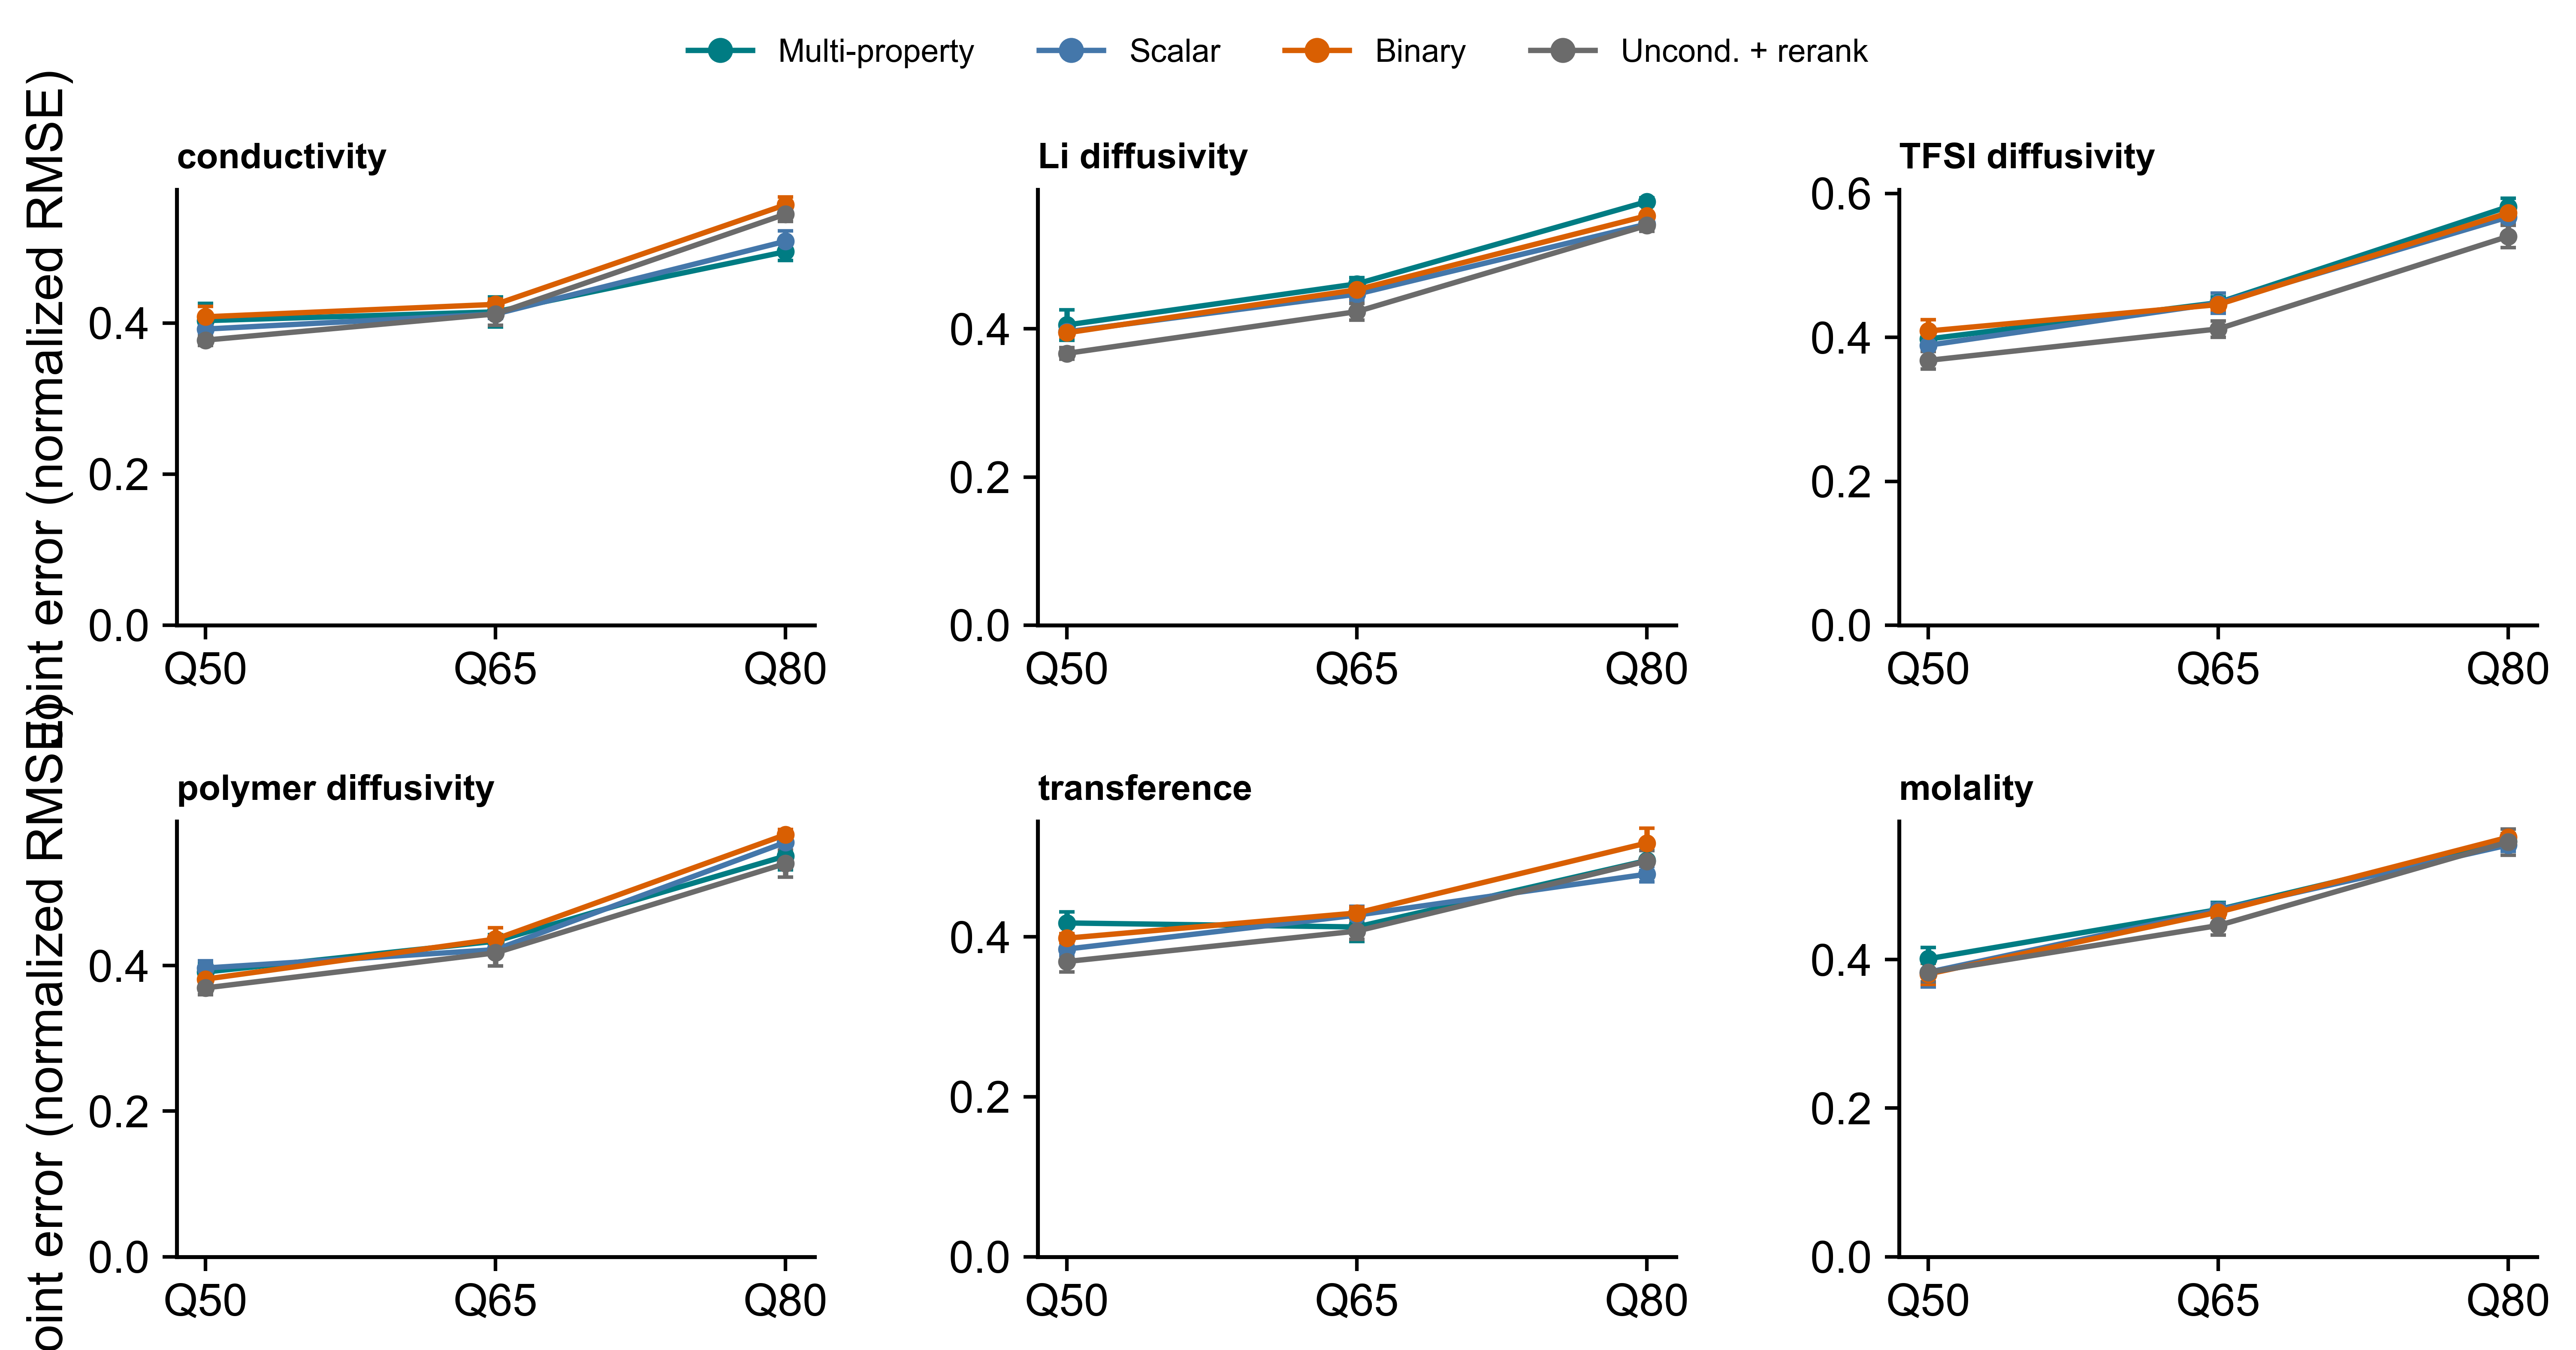 Multi-property Scalar Binary Uncond. + rerank
Joint error (normalized RMSE)
conductivity
0.4
0.2
0.0
Q50 Q65 Q80
Li diffusivity
0.4
0.2
0.0
Q50 Q65 Q80
TFSI diffusivity
0.6
0.4
0.2
0.0
Q50 Q65 Q80
oint error (normalized RMSE)
polymer diffusivity
0.4
0.2
0.0
Q50 Q65 Q80
transference
0.4
0.2
0.0
Q50 Q65 Q80
molality
0.4
0.2
0.0
Q50 Q65 Q80